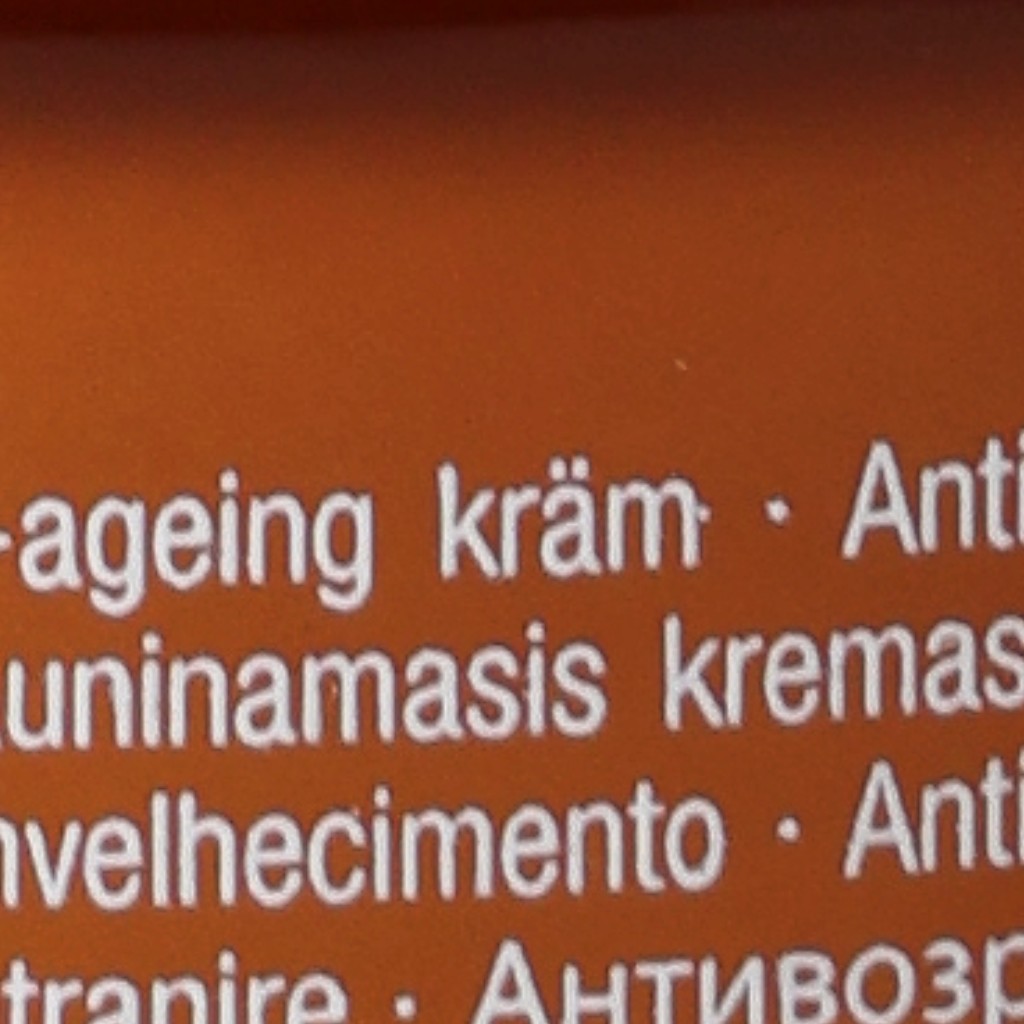 -ageing kräm · Anti
uninamasis kremas
nvelhecimento · Anti
tranire · Антивозр